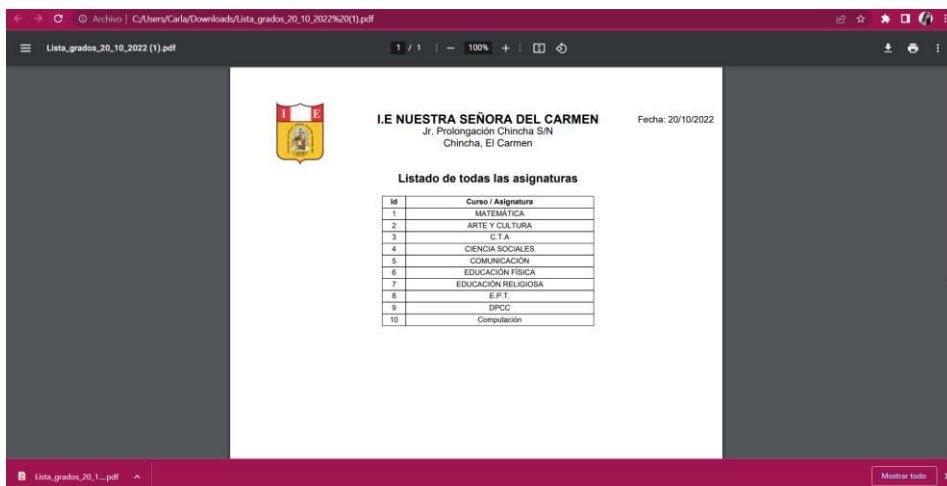 Archivo | C:/Users/Carla/Downloads/Lista_grados_20_10_2022%20(1).pdf
Lista_grados_20_10_2022 (1).pdf
1 / 1 | − 100% + |
I E
I.E NUESTRA SEÑORA DEL CARMEN
Fecha: 20/10/2022
Jr. Prolongación Chincha S/N
Chincha, El Carmen
Listado de todas las asignaturas
Id Curso / Asignatura
1 MATEMÁTICA
2 ARTE Y CULTURA
3 C.T.A
4 CIENCIA SOCIALES
5 COMUNICACIÓN
6 EDUCACIÓN FÍSICA
7 EDUCACIÓN RELIGIOSA
8 E.P.T.
9 DPCC
10 Computación
Lista_grados_20_1....pdf
Mostrar todo